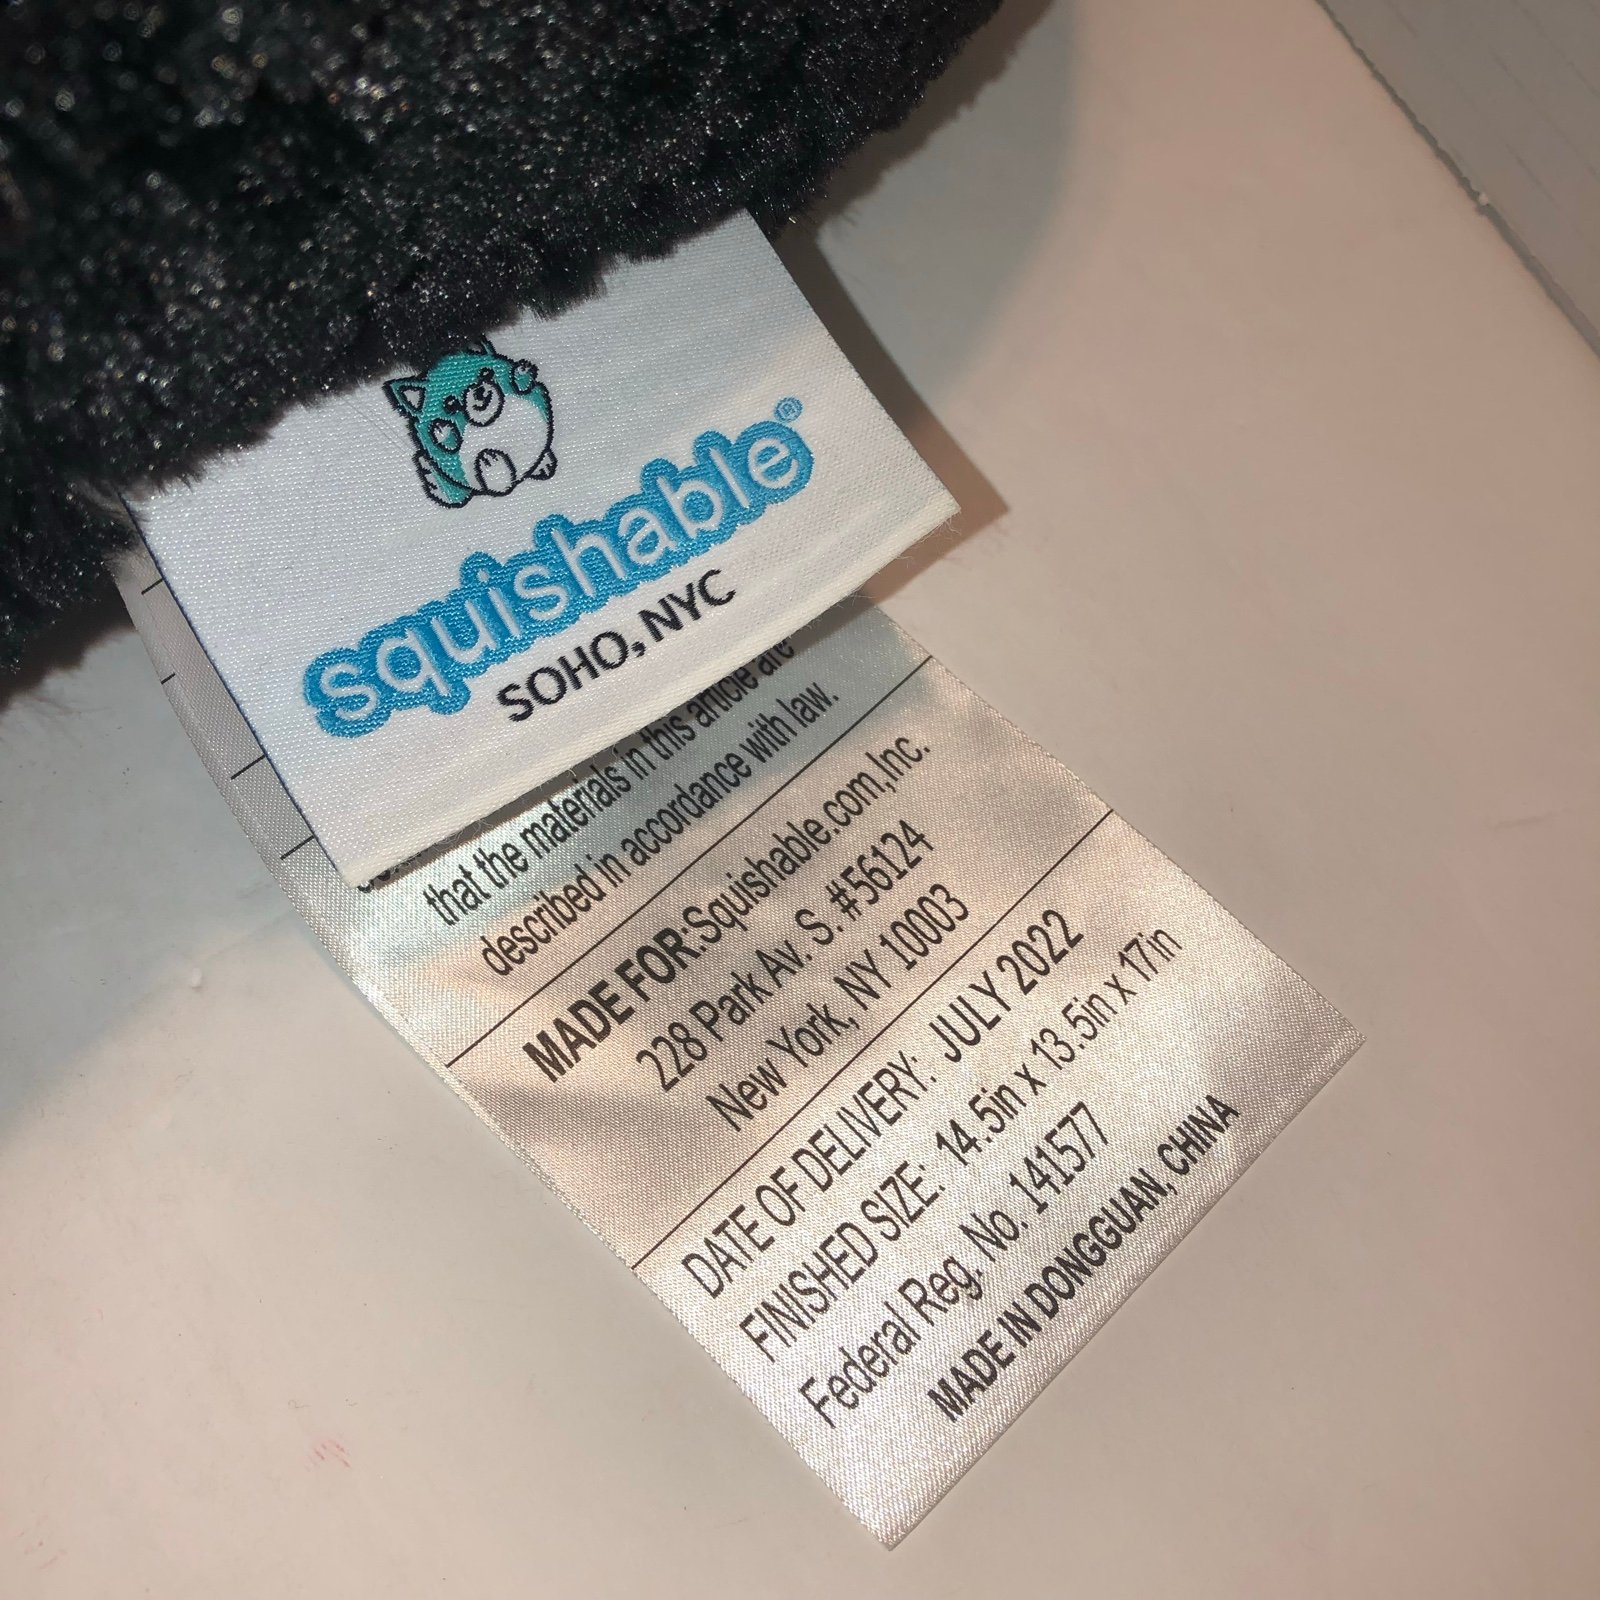 squishable®
SOHO, NYC
that the materials in this article are
described in accordance with law.
MADE FOR:Squishable.com,Inc.
228 Park Av. S. #56124
New York, NY 10003
DATE OF DELIVERY: JULY 2022
FINISHED SIZE: 14.5in x 13.5in x 17in
Federal Reg. No. 141577
MADE IN DONGGUAN, CHINA